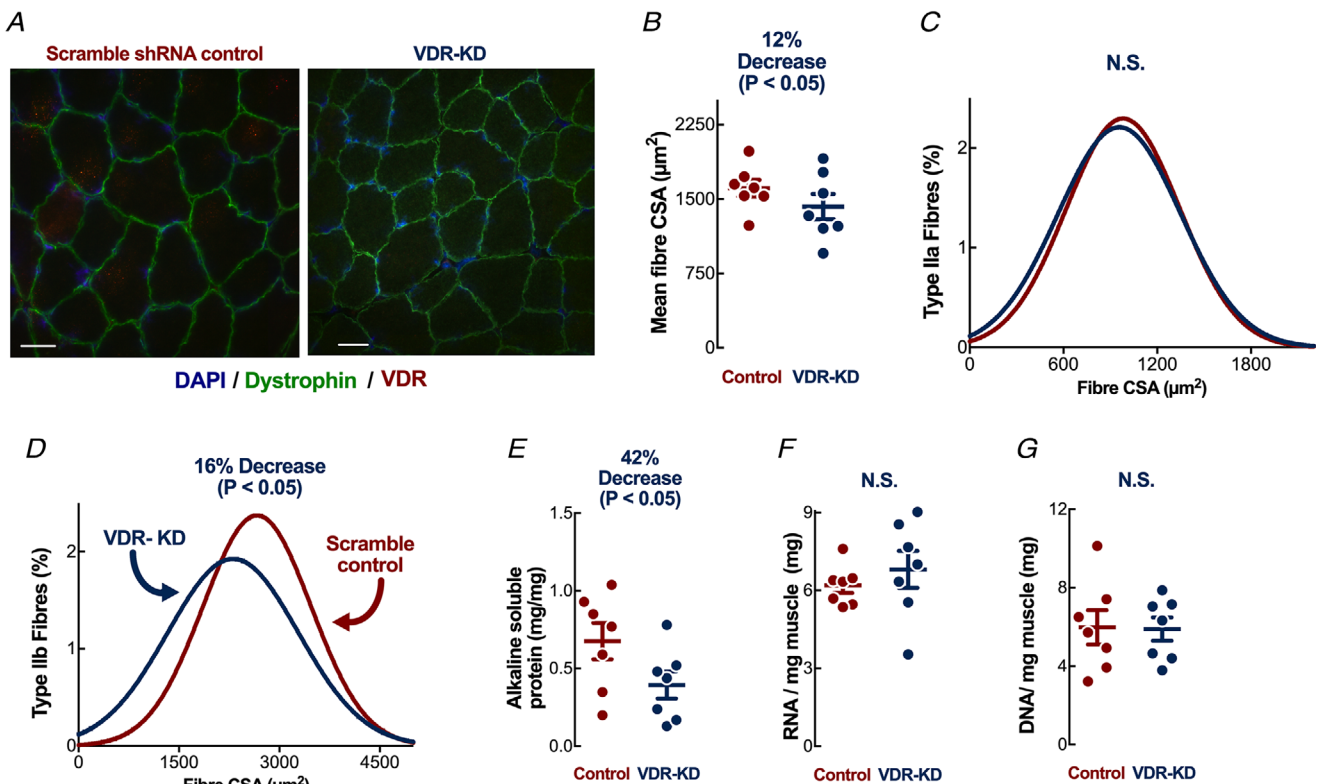 A
Scramble shRNA control
VDR-KD
DAPI / Dystrophin / VDR
B
12%
Decrease
(P < 0.05)
Mean fibre CSA (µm²)
2250
1500
750
0
Control VDR-KD
C
N.S.
Type IIa Fibres (%)
2
1
0
0 600 1200 1800
Fibre CSA (µm²)
D
16% Decrease
(P < 0.05)
VDR- KD
Scramble
control
Type IIb Fibres (%)
2
1
0
0 1500 3000 4500
Fibre CSA (µm²)
E
42%
Decrease
(P < 0.05)
Alkaline soluble
protein (mg/mg)
1.5
1.0
0.5
0.0
Control VDR-KD
F
N.S.
RNA / mg muscle (mg)
9
6
3
0
Control VDR-KD
G
N.S.
DNA/ mg muscle (mg)
12
8
4
0
Control VDR-KD